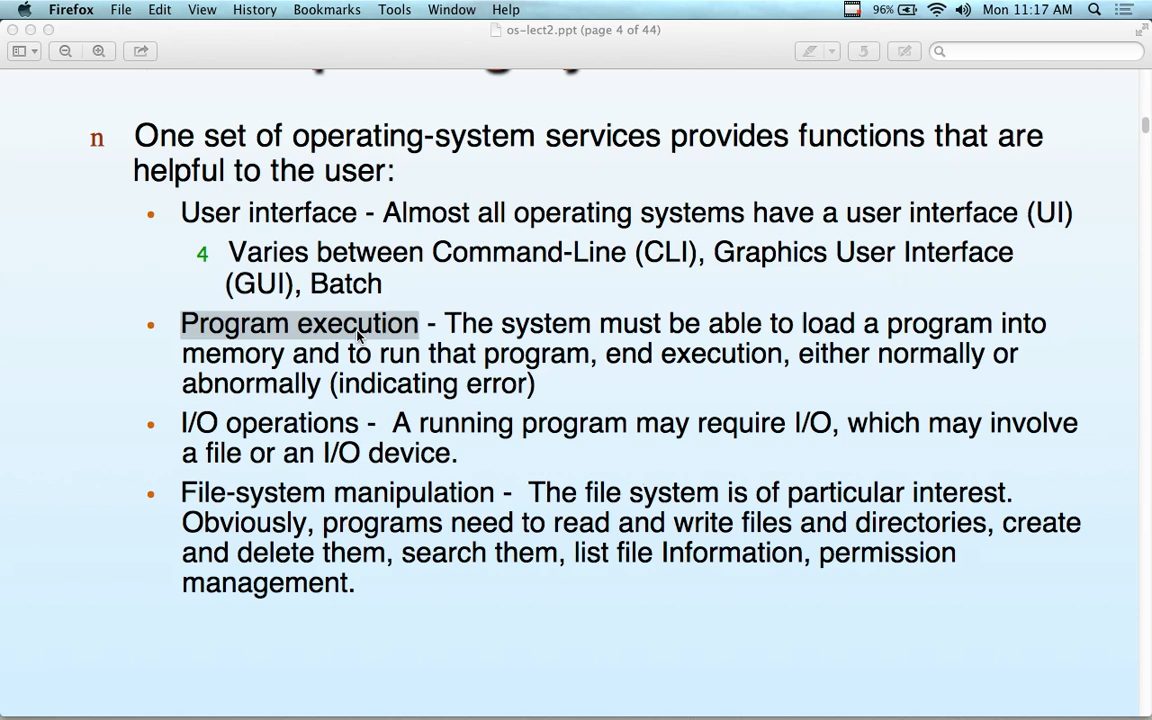 Firefox File Edit View History Bookmarks Tools Window Help 96% Mon 11:17 AM
os-lect2.ppt (page 4 of 44)
n One set of operating-system services provides functions that are
helpful to the user:
• User interface - Almost all operating systems have a user interface (UI)
4 Varies between Command-Line (CLI), Graphics User Interface
(GUI), Batch
• Program execution - The system must be able to load a program into
memory and to run that program, end execution, either normally or
abnormally (indicating error)
• I/O operations - A running program may require I/O, which may involve
a file or an I/O device.
• File-system manipulation - The file system is of particular interest.
Obviously, programs need to read and write files and directories, create
and delete them, search them, list file Information, permission
management.